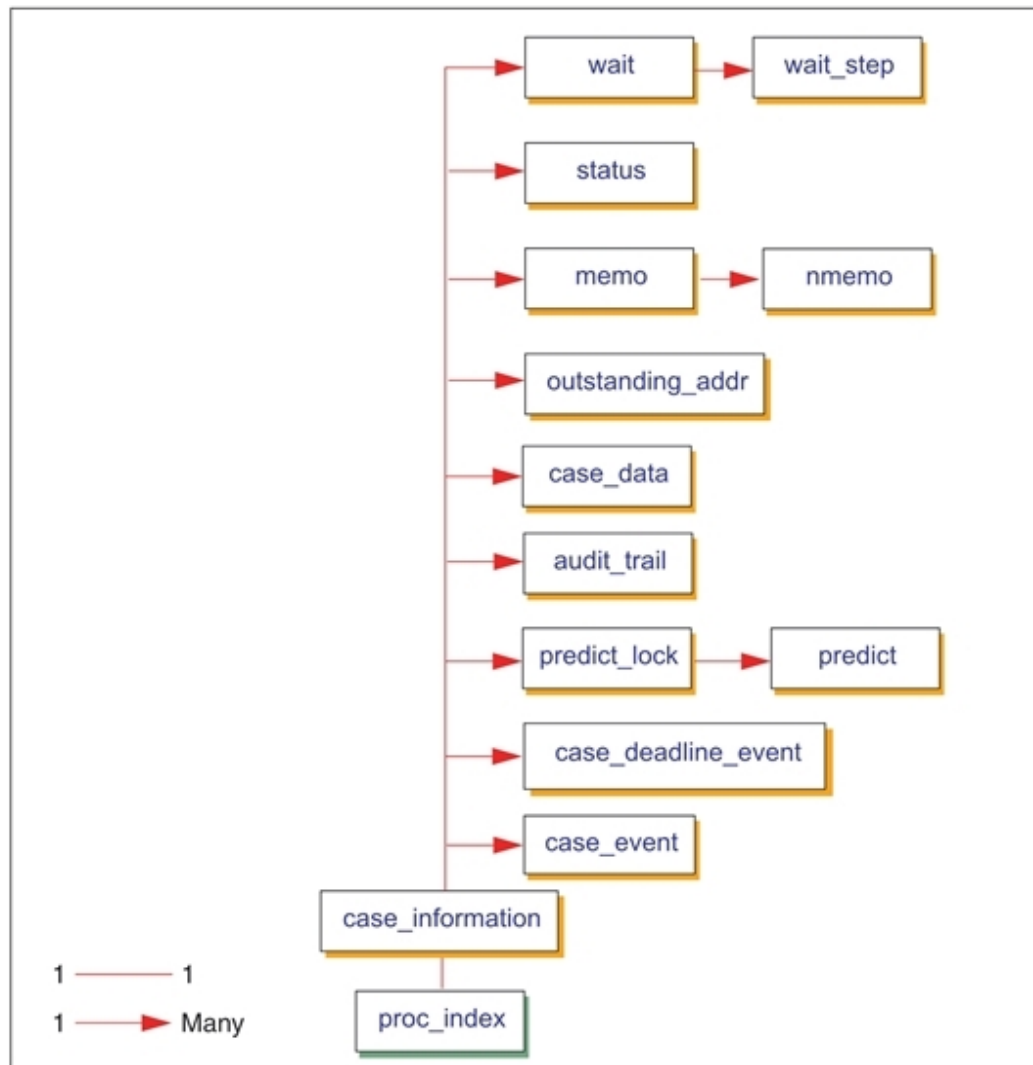 wait
wait_step
status
memo
nmemo
outstanding_addr
case_data
audit_trail
predict_lock
predict
case_deadline_event
case_event
case_information
proc_index
1 1
1 Many